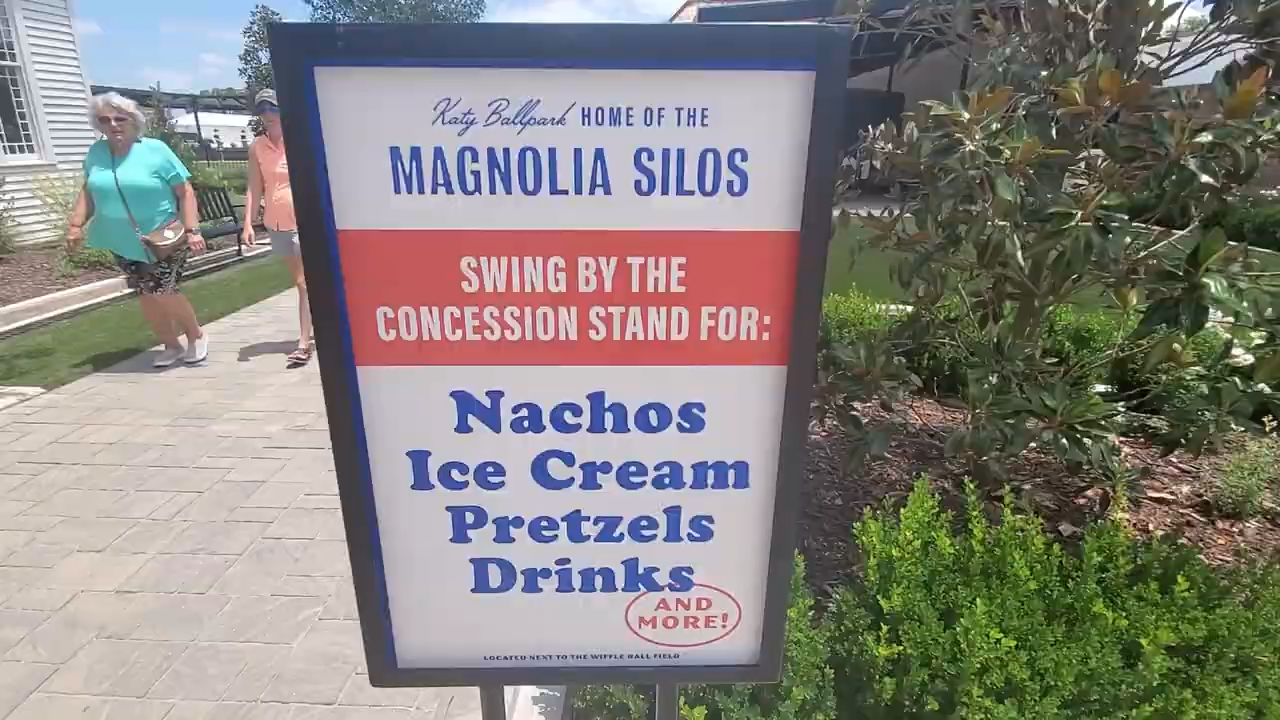 Katy Ballpark HOME OF THE
MAGNOLIA SILOS
SWING BY THE
CONCESSION STAND FOR:
Nachos
Ice Cream
Pretzels
Drinks
AND
MORE!
LOCATED NEXT TO THE WIFFLE BALL FIELD